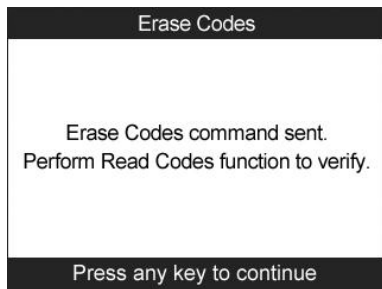 Erase Codes
Erase Codes command sent.
Perform Read Codes function to verify.
Press any key to continue